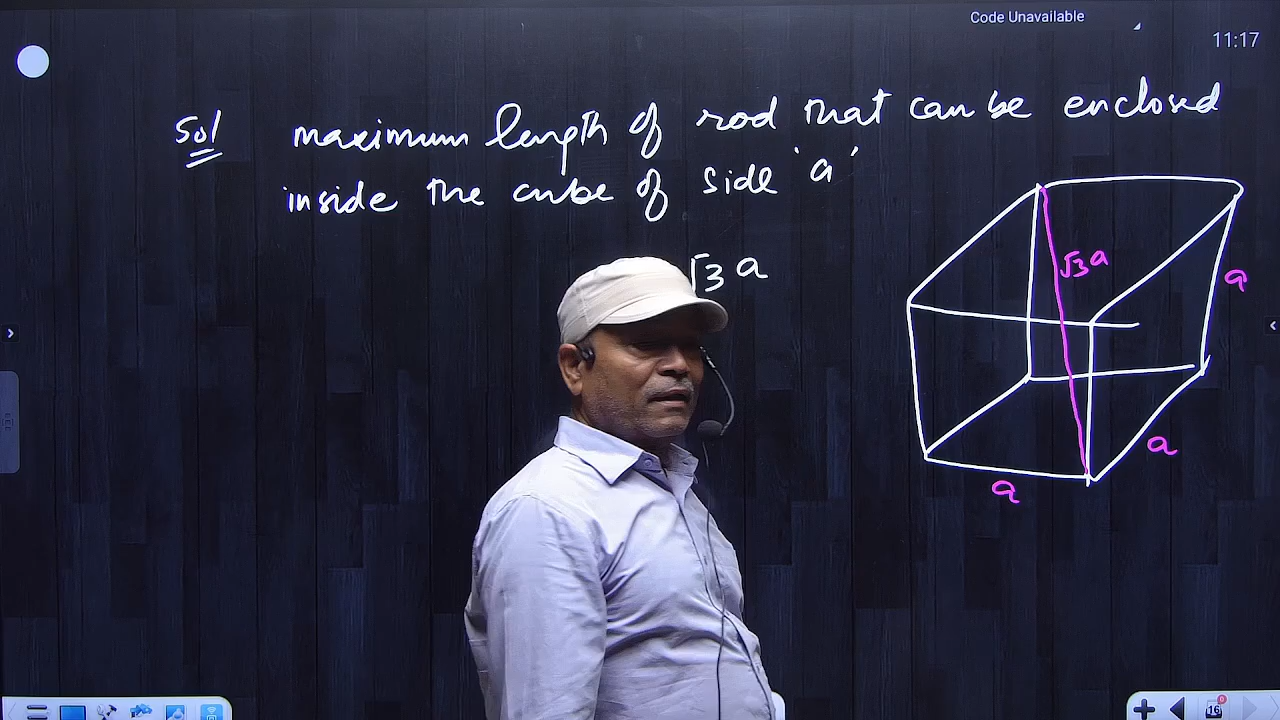 Code Unavailable
11:17
Sol maximum length of rod that can be enclosed
inside the cube of side 'a'
√3 a
√3 a
a
a
a
16